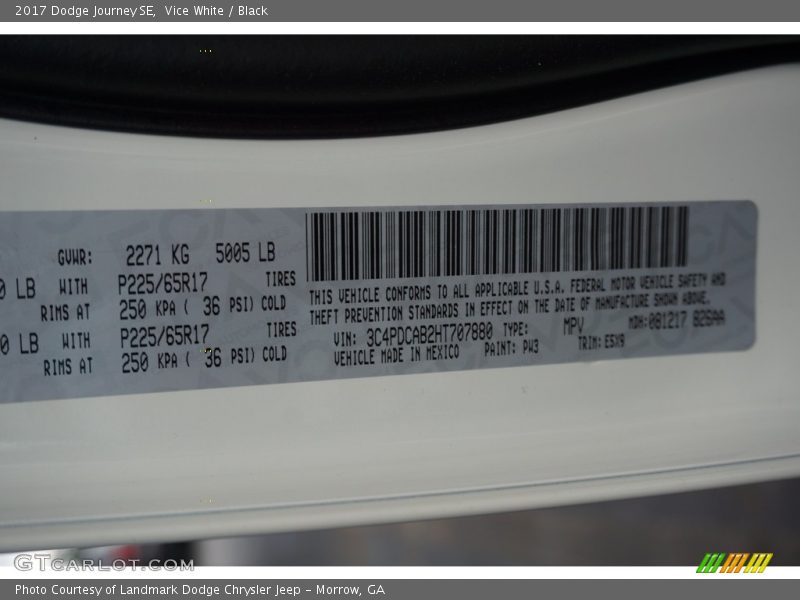 2017 Dodge Journey SE, Vice White / Black
GVWR: 2271 KG 5005 LB
0 LB WITH P225/65R17 TIRES
RIMS AT 250 KPA ( 36 PSI) COLD
0 LB WITH P225/65R17 TIRES
RIMS AT 250 KPA ( 36 PSI) COLD
THIS VEHICLE CONFORMS TO ALL APPLICABLE U.S.A. FEDERAL MOTOR VEHICLE SAFETY AND
THEFT PREVENTION STANDARDS IN EFFECT ON THE DATE OF MANUFACTURE SHOWN ABOVE.
VIN: 3C4PDCAB2HT707880 TYPE: MPV MDH: 081217 B26AA
VEHICLE MADE IN MEXICO PAINT: PW3 TRIM: E5X9
GTCARLOT.COM
Photo Courtesy of Landmark Dodge Chrysler Jeep – Morrow, GA